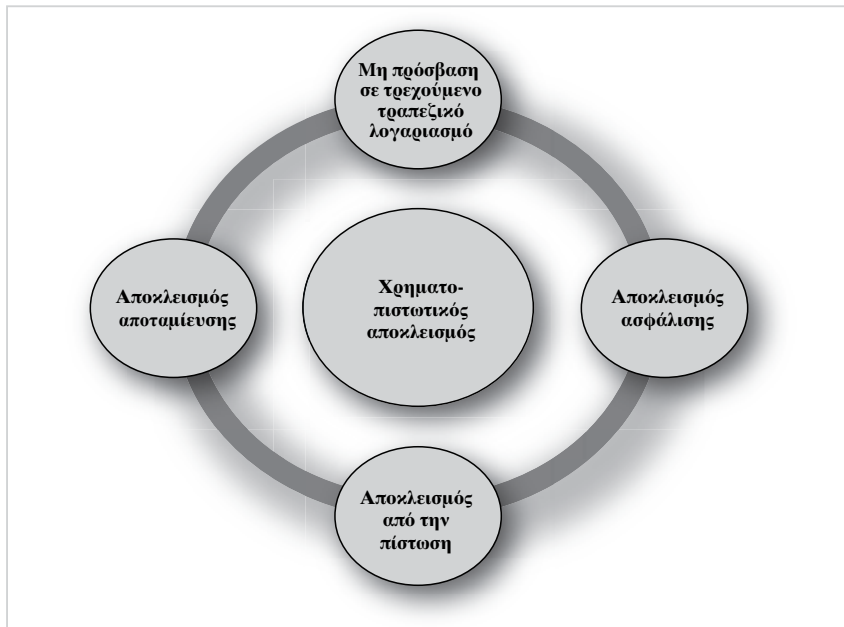 Μη πρόσβαση
σε τρεχούμενο
τραπεζικό
λογαριασμό
Αποκλεισμός
αποταμίευσης
Χρηματο-
πιστωτικός
αποκλεισμός
Αποκλεισμός
ασφάλισης
Αποκλεισμός
από την
πίστωση